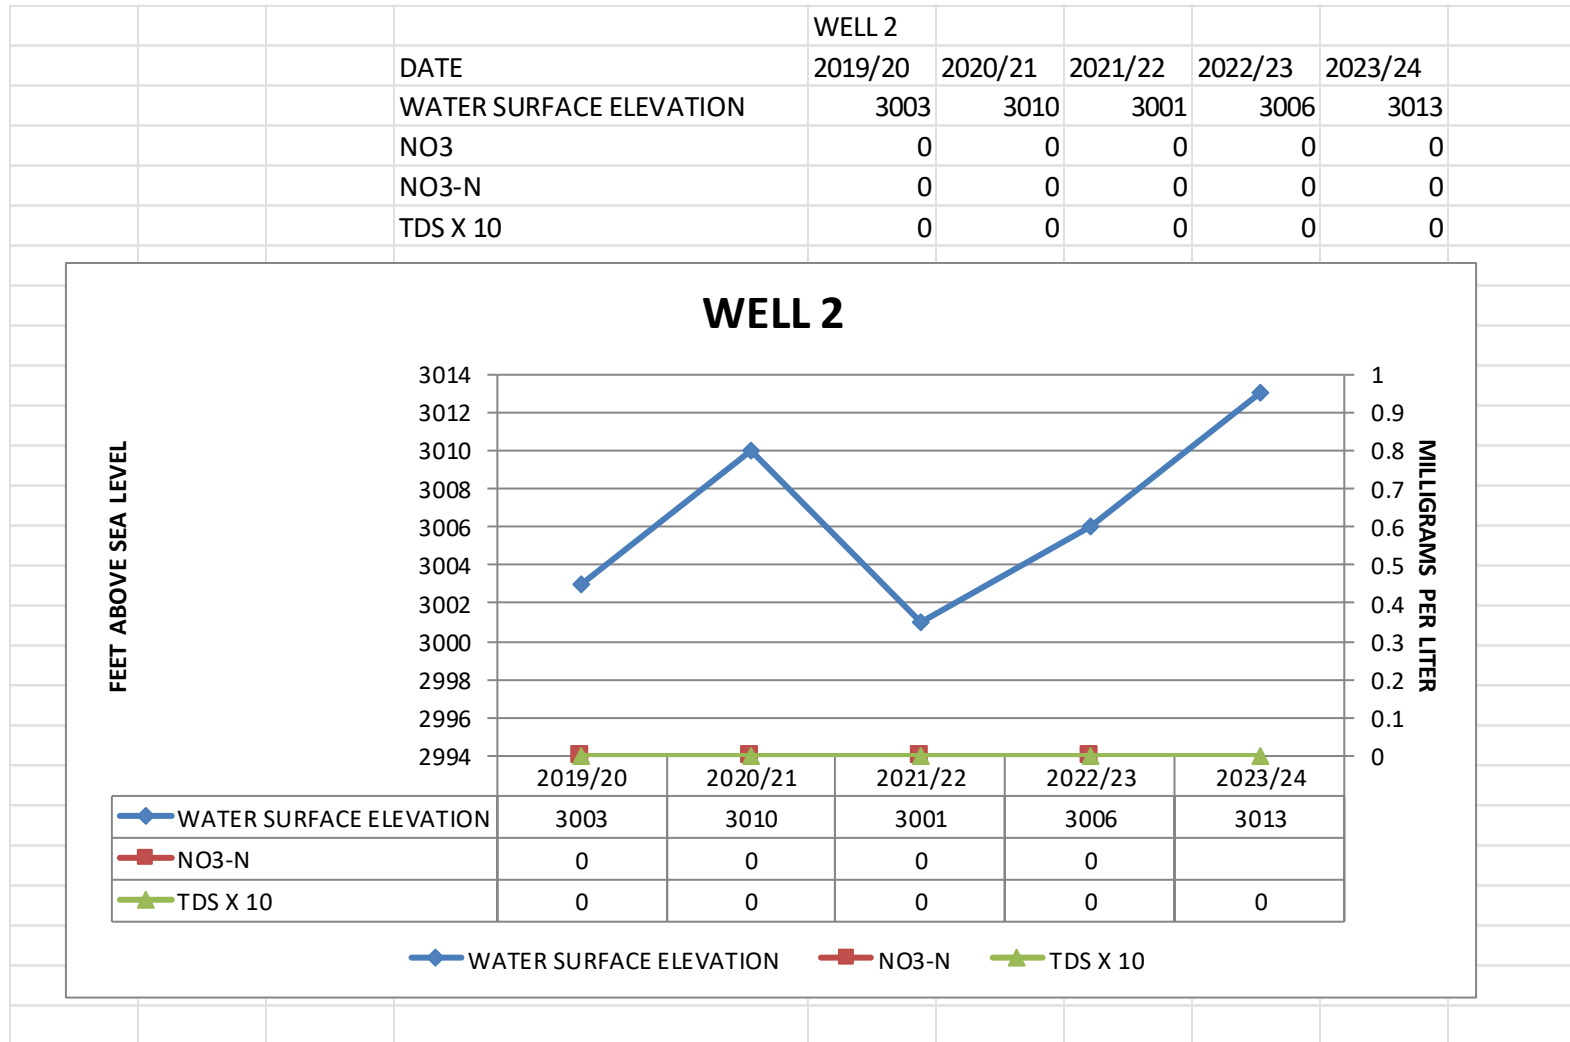 WELL 2
DATE 2019/20 2020/21 2021/22 2022/23 2023/24
WATER SURFACE ELEVATION 3003 3010 3001 3006 3013
NO3 0 0 0 0 0
NO3-N 0 0 0 0 0
TDS X 10 0 0 0 0 0
WELL 2
FEET ABOVE SEA LEVEL
3014
3012
3010
3008
3006
3004
3002
3000
2998
2996
2994
1
0.9
0.8
0.7
0.6
0.5
0.4
0.3
0.2
0.1
0
MILLIGRAMS PER LITER
2019/20 2020/21 2021/22 2022/23 2023/24
WATER SURFACE ELEVATION 3003 3010 3001 3006 3013
NO3-N 0 0 0 0
TDS X 10 0 0 0 0 0
WATER SURFACE ELEVATION NO3-N TDS X 10